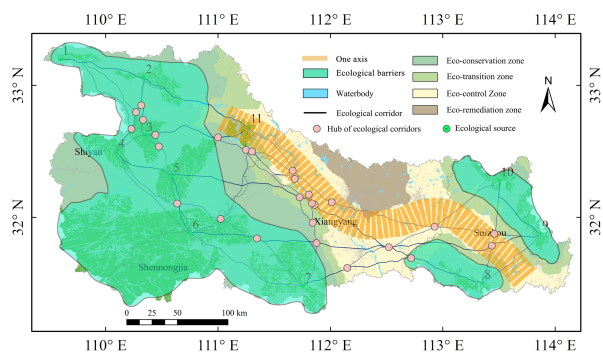 110 °E 111 °E 112 °E 113 °E 114 °E
33 °N
32 °N
One axis
Ecological barriers
Waterbody
Ecological corridor
Hub of ecological corridors
Eco-conservation zone
Eco-transition zone
Eco-control Zone
Eco-remediation zone
Ecological source
N
33 °N
32 °N
1
2
11
3
Shiyan
4
5
10
6
Xiangyang
Suizhou
9
Shennongjia
7
8
0 12.5 25 50 75 100 km
110 °E 111 °E 112 °E 113 °E 114 °E